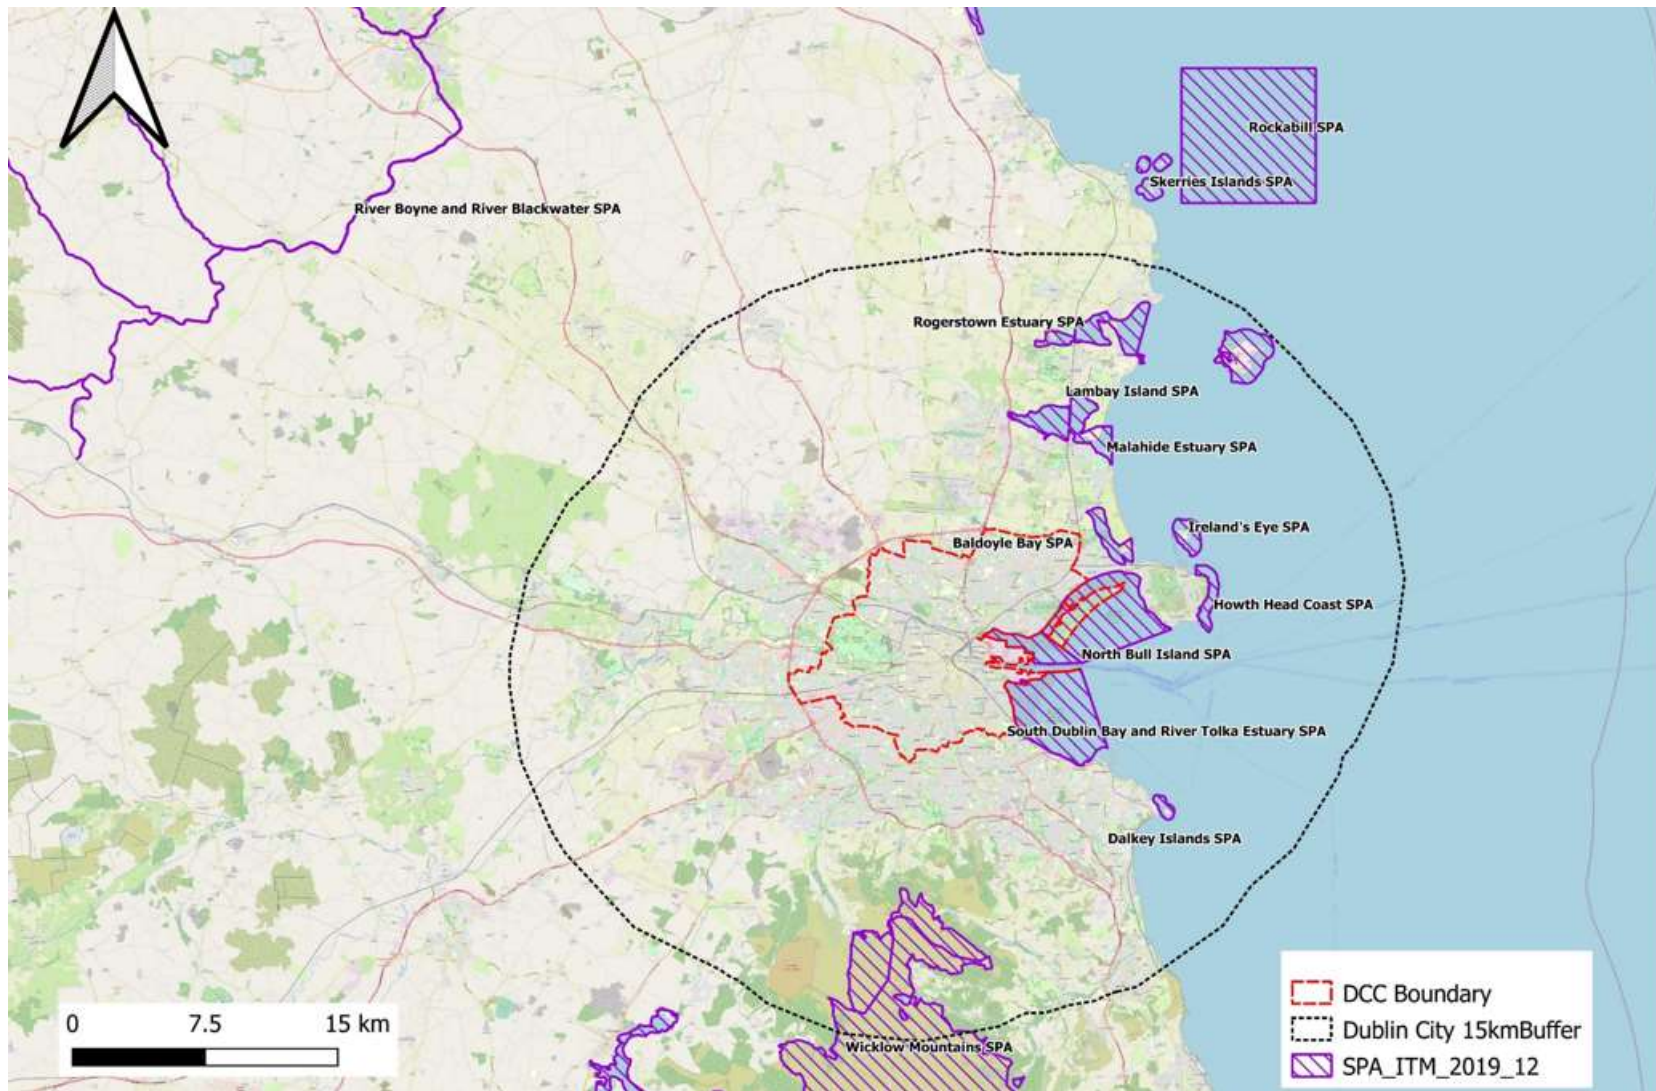 Rockabill SPA
Skerries Islands SPA
River Boyne and River Blackwater SPA
Rogerstown Estuary SPA
Lambay Island SPA
Malahide Estuary SPA
Ireland's Eye SPA
Baldoyle Bay SPA
Howth Head Coast SPA
North Bull Island SPA
South Dublin Bay and River Tolka Estuary SPA
Dalkey Islands SPA
Wicklow Mountains SPA
0 7.5 15 km
DCC Boundary
Dublin City 15kmBuffer
SPA_ITM_2019_12